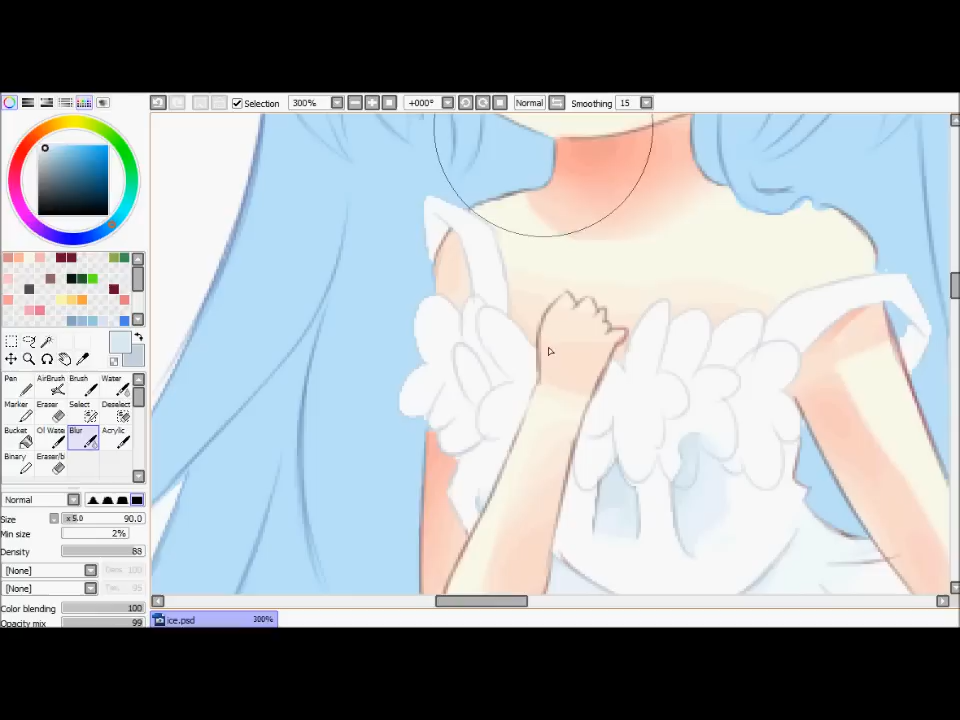 Selection 300% +000° Normal Smoothing 15
Pen AirBrush Brush Water
Marker Eraser Select Deselect
Bucket Oil Wate Blur Acrylic
Binary Eraser/b
Normal
Size x 5.0 90.0
Min size 2%
Density 88
[None]
[None]
Color blending 100
Opacity mix 99
ice.psd 300%